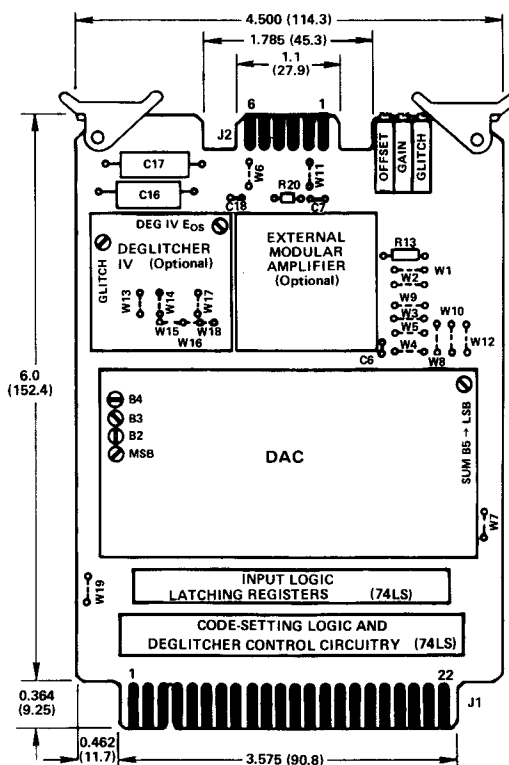 4.500 (114.3)
1.785 (45.3)
1.1
(27.9)
J2
6 1
OFFSET
GAIN
GLITCH
C17
C16
W6
W11
R20
C18
C7
DEG IV EOS
DEGLITCHER
IV (Optional)
GLITCH
W13
W14
W17
W15
W18
W16
EXTERNAL
MODULAR
AMPLIFIER
(Optional)
R13
W1
W2
W9
W3
W5
W4
W10
W12
W8
C6
6.0
(152.4)
B4
B3
B2
MSB
DAC
SUM B5 → LSB
W7
W19
INPUT LOGIC
LATCHING REGISTERS (74LS)
CODE-SETTING LOGIC AND
DEGLITCHER CONTROL CIRCUITRY (74LS)
1 22
J1
0.364
(9.25)
0.462
(11.7)
3.575 (90.8)